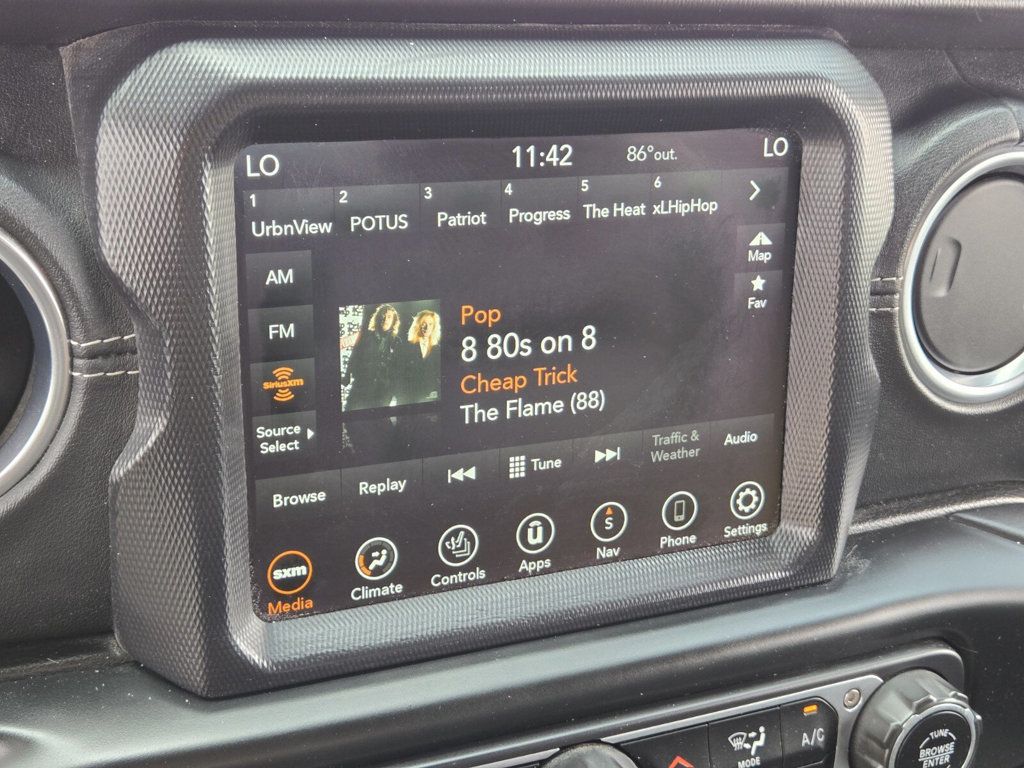 LO 11:42 86°out. LO
1 2 3 4 5 6
UrbnView POTUS Patriot Progress The Heat xLHipHop
AM
Map
FM
Fav
Pop
8 80s on 8
SiriusXM
Cheap Trick
The Flame (88)
Source
Select
Browse Replay Tune Traffic &
Weather
Audio
sxm
Media
Climate
Controls
Apps
S
Nav
Phone
Settings
MODE
A/C
TUNE
BROWSE
ENTER